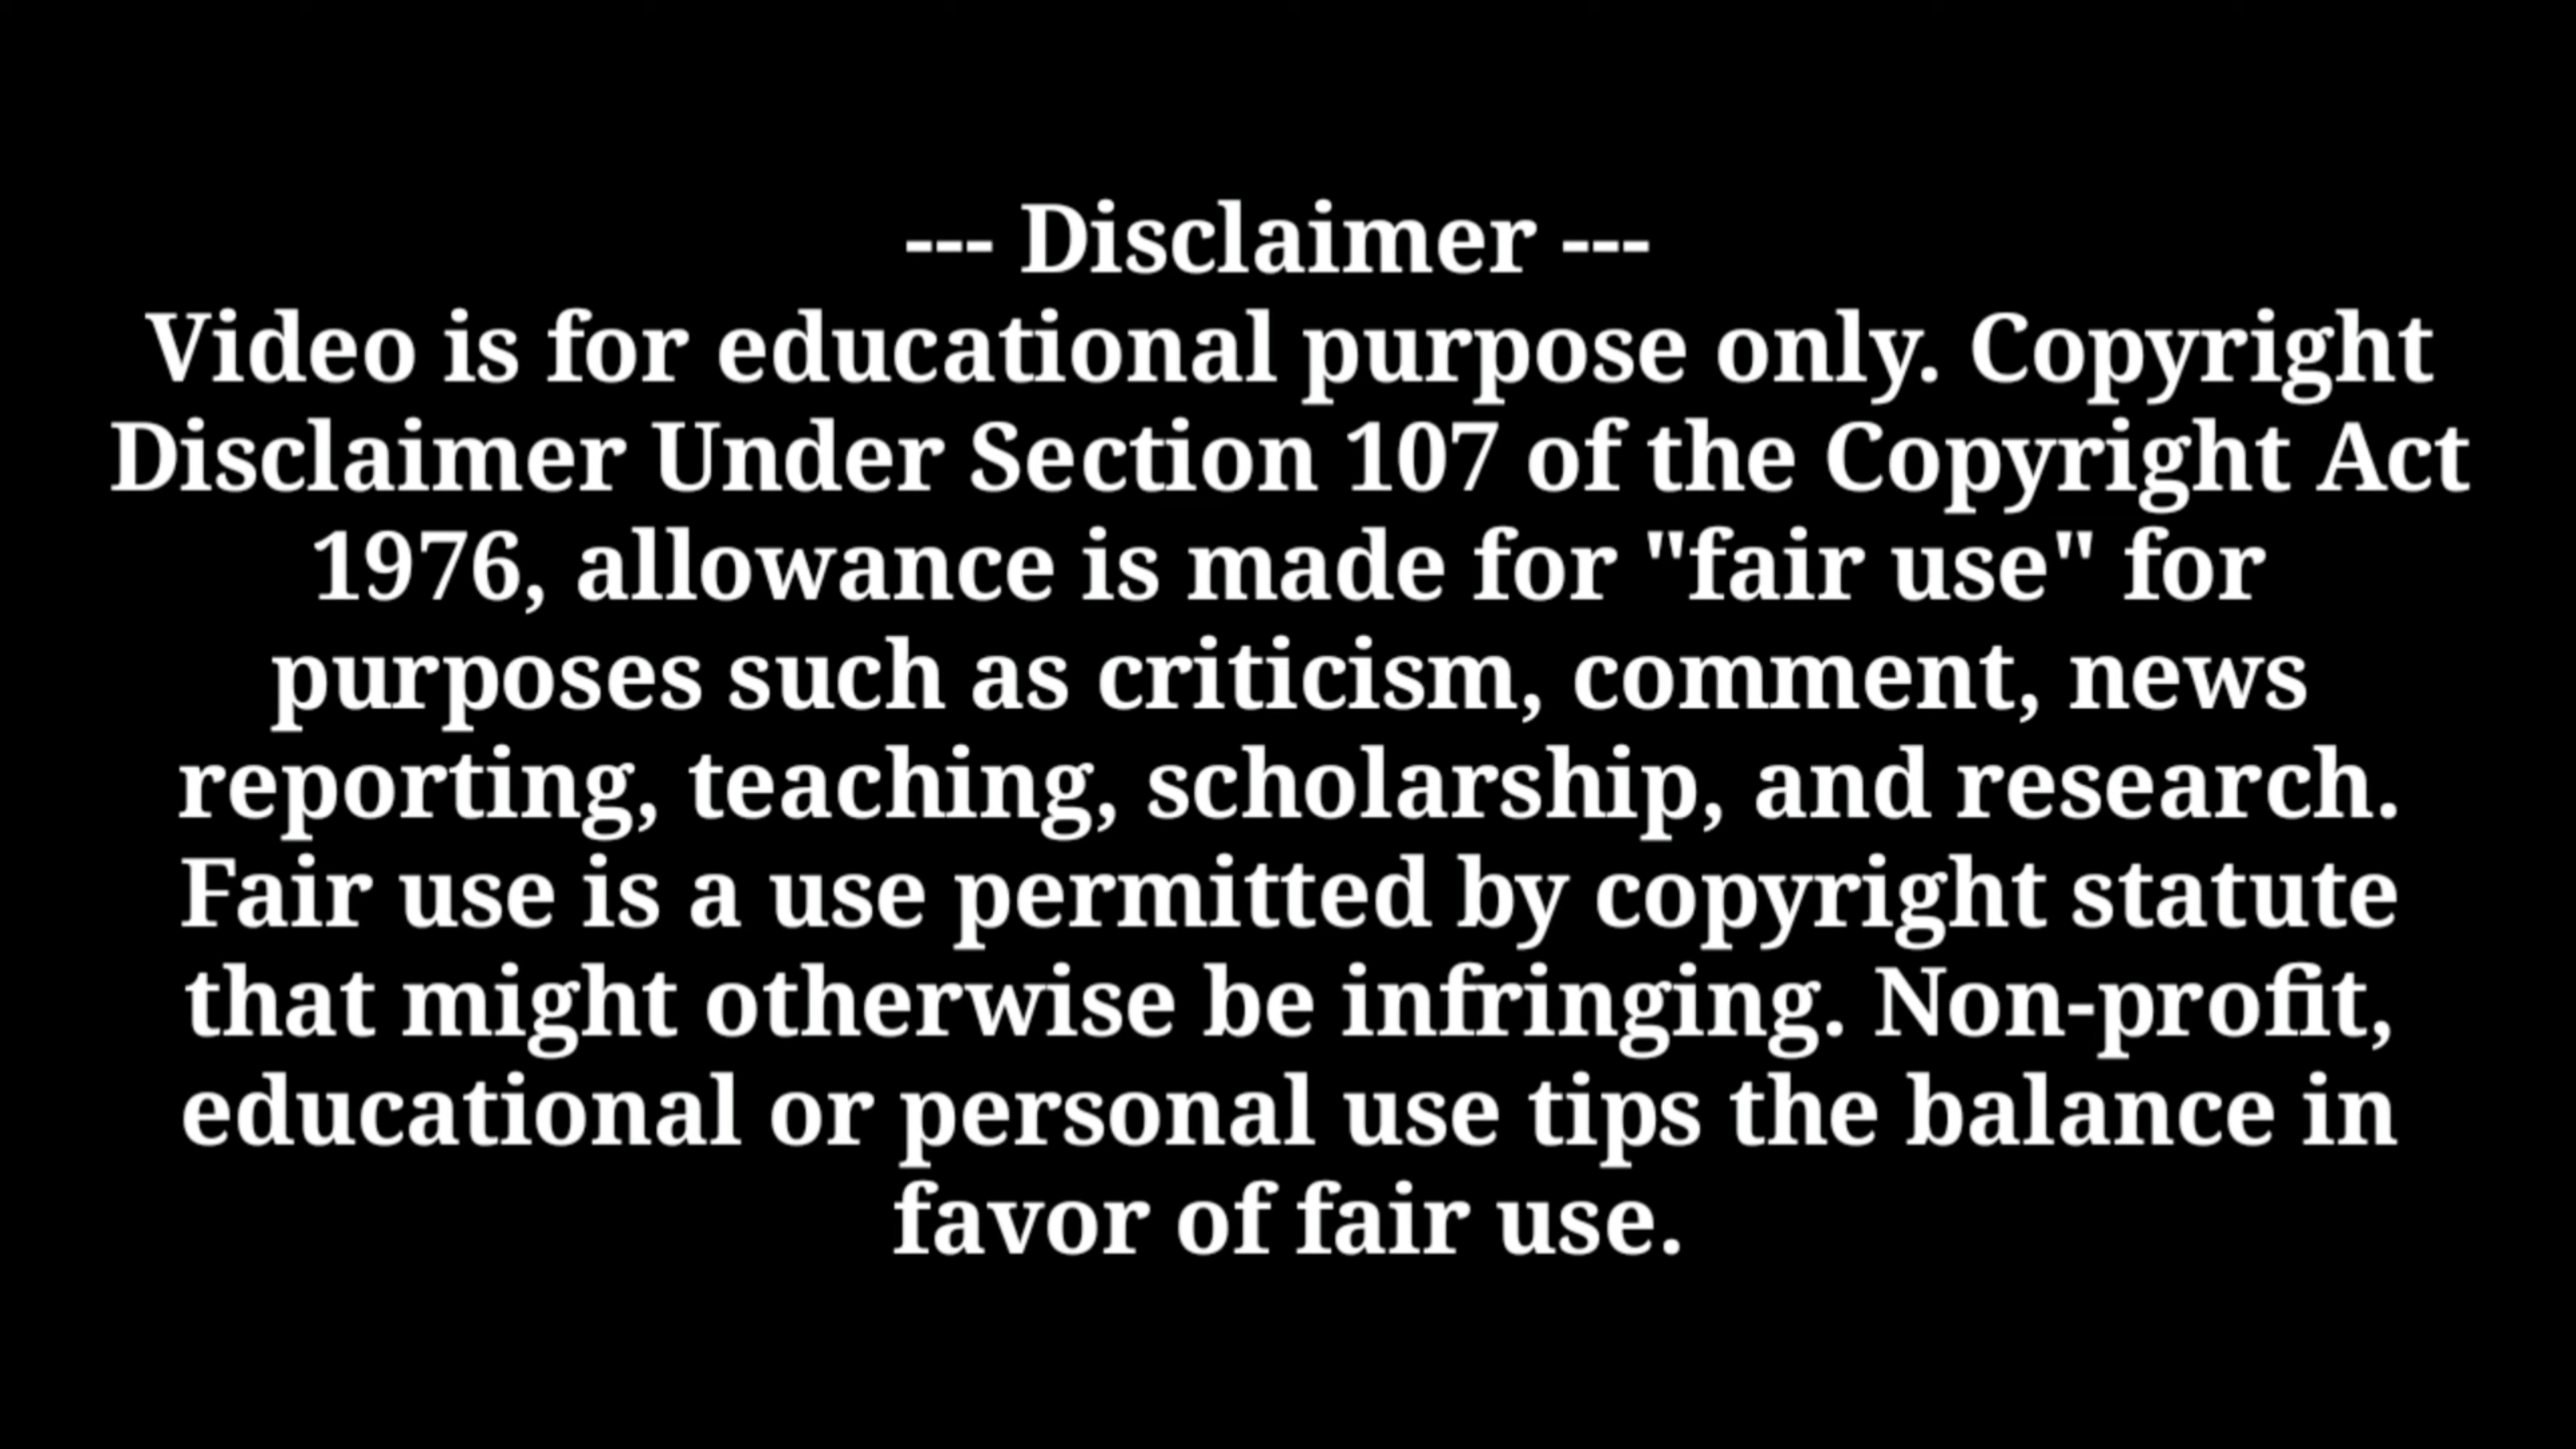 --- Disclaimer ---
Video is for educational purpose only. Copyright
Disclaimer Under Section 107 of the Copyright Act
1976, allowance is made for "fair use" for
purposes such as criticism, comment, news
reporting, teaching, scholarship, and research.
Fair use is a use permitted by copyright statute
that might otherwise be infringing. Non-profit,
educational or personal use tips the balance in
favor of fair use.